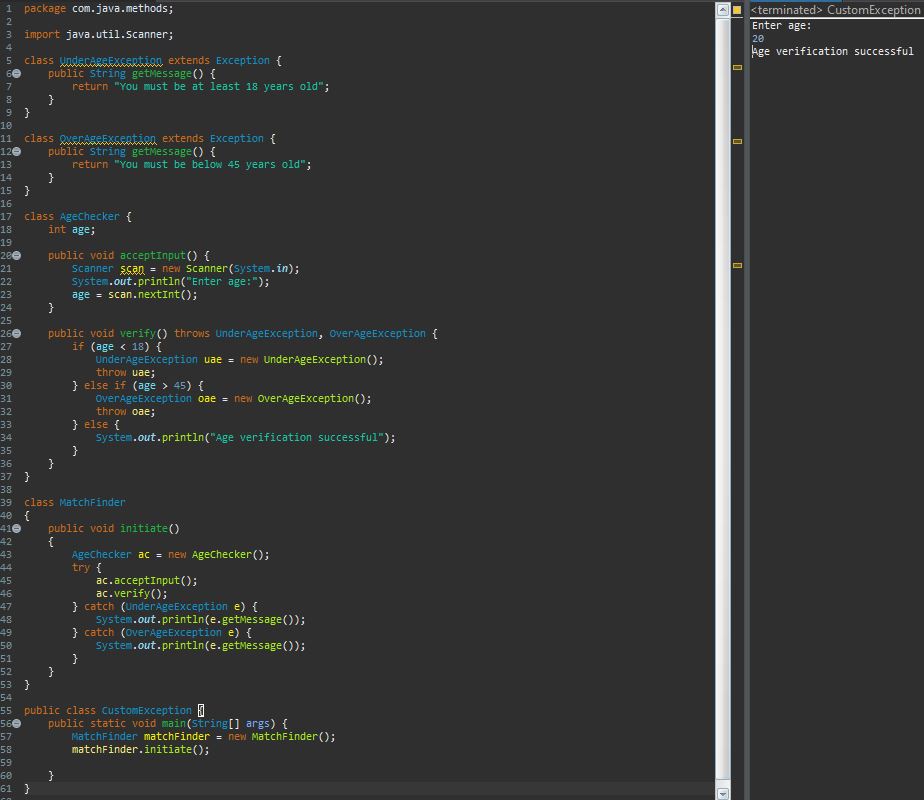 1 package com.java.methods;
2
3 import java.util.Scanner;
4
5 class UnderAgeException extends Exception {
6     public String getMessage() {
7         return "You must be at least 18 years old";
8     }
9 }
10
11 class OverAgeException extends Exception {
12     public String getMessage() {
13         return "You must be below 45 years old";
14     }
15 }
16
17 class AgeChecker {
18     int age;
19
20     public void acceptInput() {
21         Scanner scan = new Scanner(System.in);
22         System.out.println("Enter age:");
23         age = scan.nextInt();
24     }
25
26     public void verify() throws UnderAgeException, OverAgeException {
27         if (age < 18) {
28             UnderAgeException uae = new UnderAgeException();
29             throw uae;
30         } else if (age > 45) {
31             OverAgeException oae = new OverAgeException();
32             throw oae;
33         } else {
34             System.out.println("Age verification successful");
35         }
36     }
37 }
38
39 class MatchFinder
40 {
41     public void initiate()
42     {
43         AgeChecker ac = new AgeChecker();
44         try {
45             ac.acceptInput();
46             ac.verify();
47         } catch (UnderAgeException e) {
48             System.out.println(e.getMessage());
49         } catch (OverAgeException e) {
50             System.out.println(e.getMessage());
51         }
52     }
53 }
54
55 public class CustomException {
56     public static void main(String[] args) {
57         MatchFinder matchFinder = new MatchFinder();
58         matchFinder.initiate();
59
60     }
61 }
<terminated> CustomException
Enter age:
20
Age verification successful